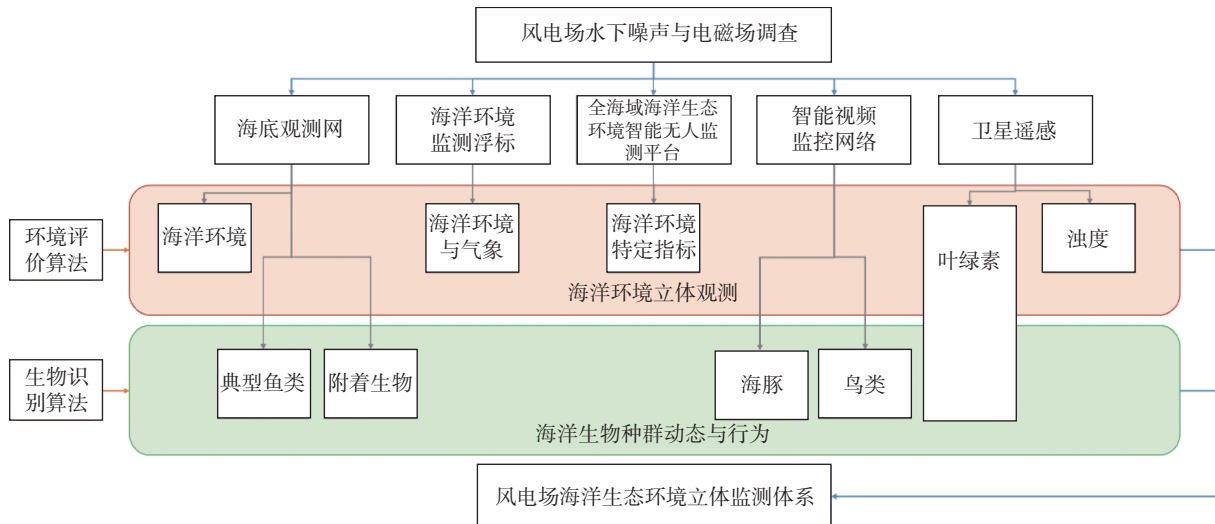 风电场水下噪声与电磁场调查
海底观测网
海洋环境
监测浮标
全海域海洋生态
环境智能无人监
测平台
智能视频
监控网络
卫星遥感
环境评
价算法
海洋环境
海洋环境
与气象
海洋环境
特定指标
叶绿素
浊度
海洋环境立体观测
生物识
别算法
典型鱼类
附着生物
海豚
鸟类
海洋生物种群动态与行为
风电场海洋生态环境立体监测体系